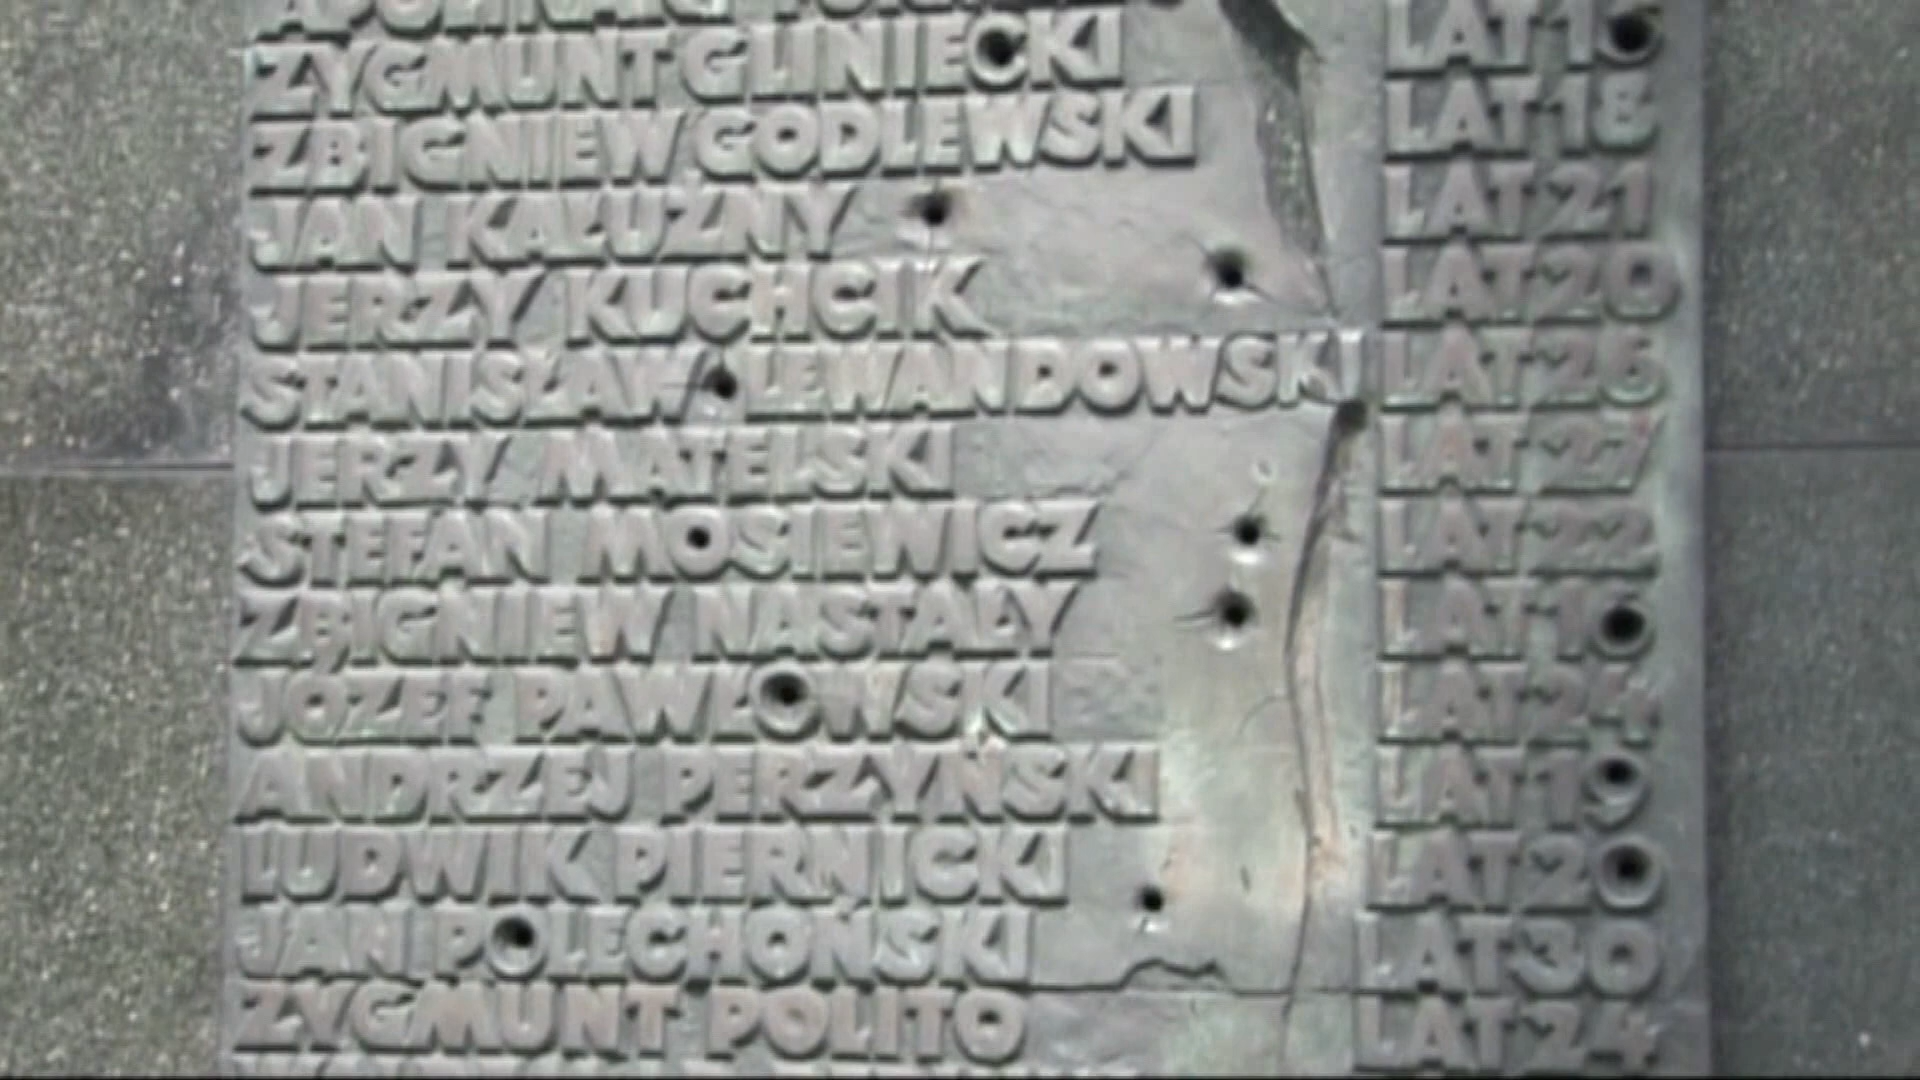 ZYGMUNT GLINIECKI LAT 16
ZBIGNIEW GODLEWSKI LAT 18
JAN KAŁUŻNY LAT 21
JERZY KUCHCIK LAT 20
STANISŁAW LEWANDOWSKI LAT 26
JERZY MATELSKI LAT 27
STEFAN MOSIEWICZ LAT 22
ZBIGNIEW NASTAŁY LAT 16
JÓZEF PAWŁOWSKI LAT 24
ANDRZEJ PERZYŃSKI LAT 19
LUDWIK PIERNICKI LAT 20
JAN POLECHOŃSKI LAT 30
ZYGMUNT POLITO LAT 24